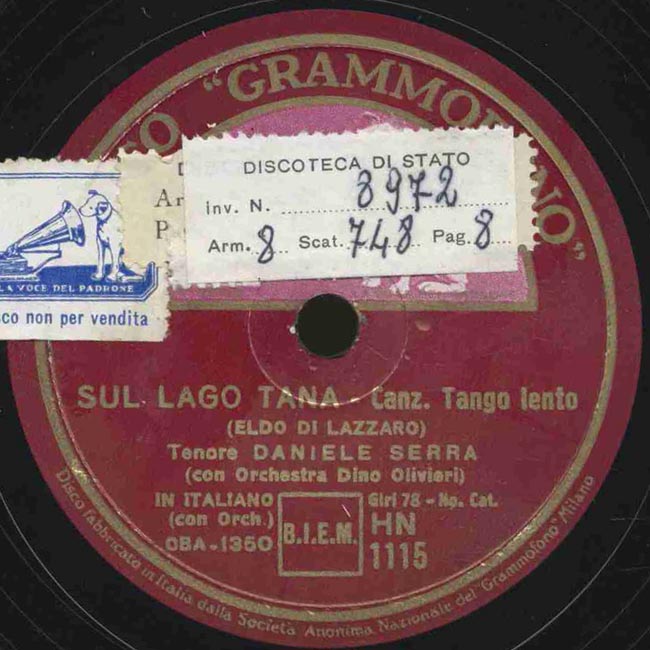 "GRAMMO NO"
DISCOTECA DI STATO
inv. N. 8972
Arm. 8 Scat. 748 Pag. 8
LA VOCE DEL PADRONE
co non per vendita
SUL LAGO TANA - Canz. Tango lento
(ELDO DI LAZZARO)
Tenore DANIELE SERRA
(con Orchestra Dino Olivieri)
IN ITALIANO
(con Orch.)
OBA-1350
B.I.E.M.
Giri 78 - No. Cat.
HN
1115
Disco fabbricato in Italia dalla Società Anonima Nazionale del "Grammofono" Milano